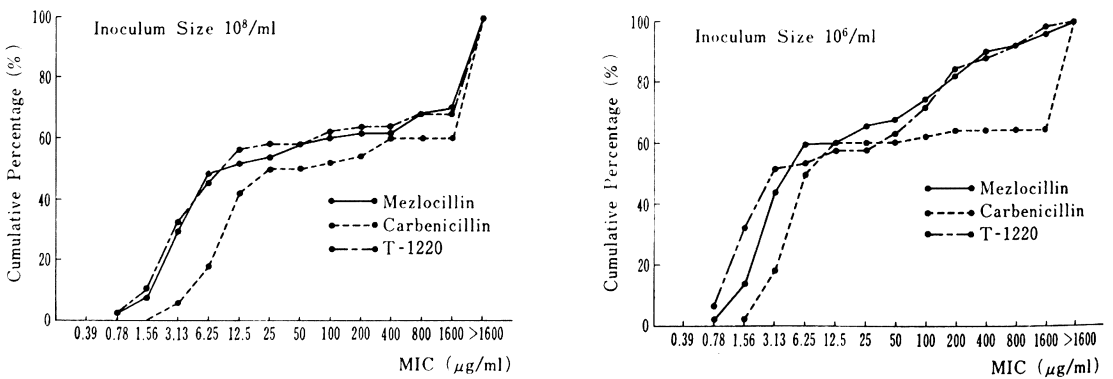 Inoculum Size 10⁸/ml
Cumulative Percentage (%)
100
80
60
40
20
0
Mezlocillin
Carbenicillin
T-1220
0.39 0.78 1.56 3.13 6.25 12.5 25 50 100 200 400 800 1600 >1600
MIC (μg/ml)
Inoculum Size 10⁶/ml
Cumulative Percentage (%)
100
80
60
40
20
0
Mezlocillin
Carbenicillin
T-1220
0.39 0.78 1.56 3.13 6.25 12.5 25 50 100 200 400 800 1600 >1600
MIC (μg/ml)